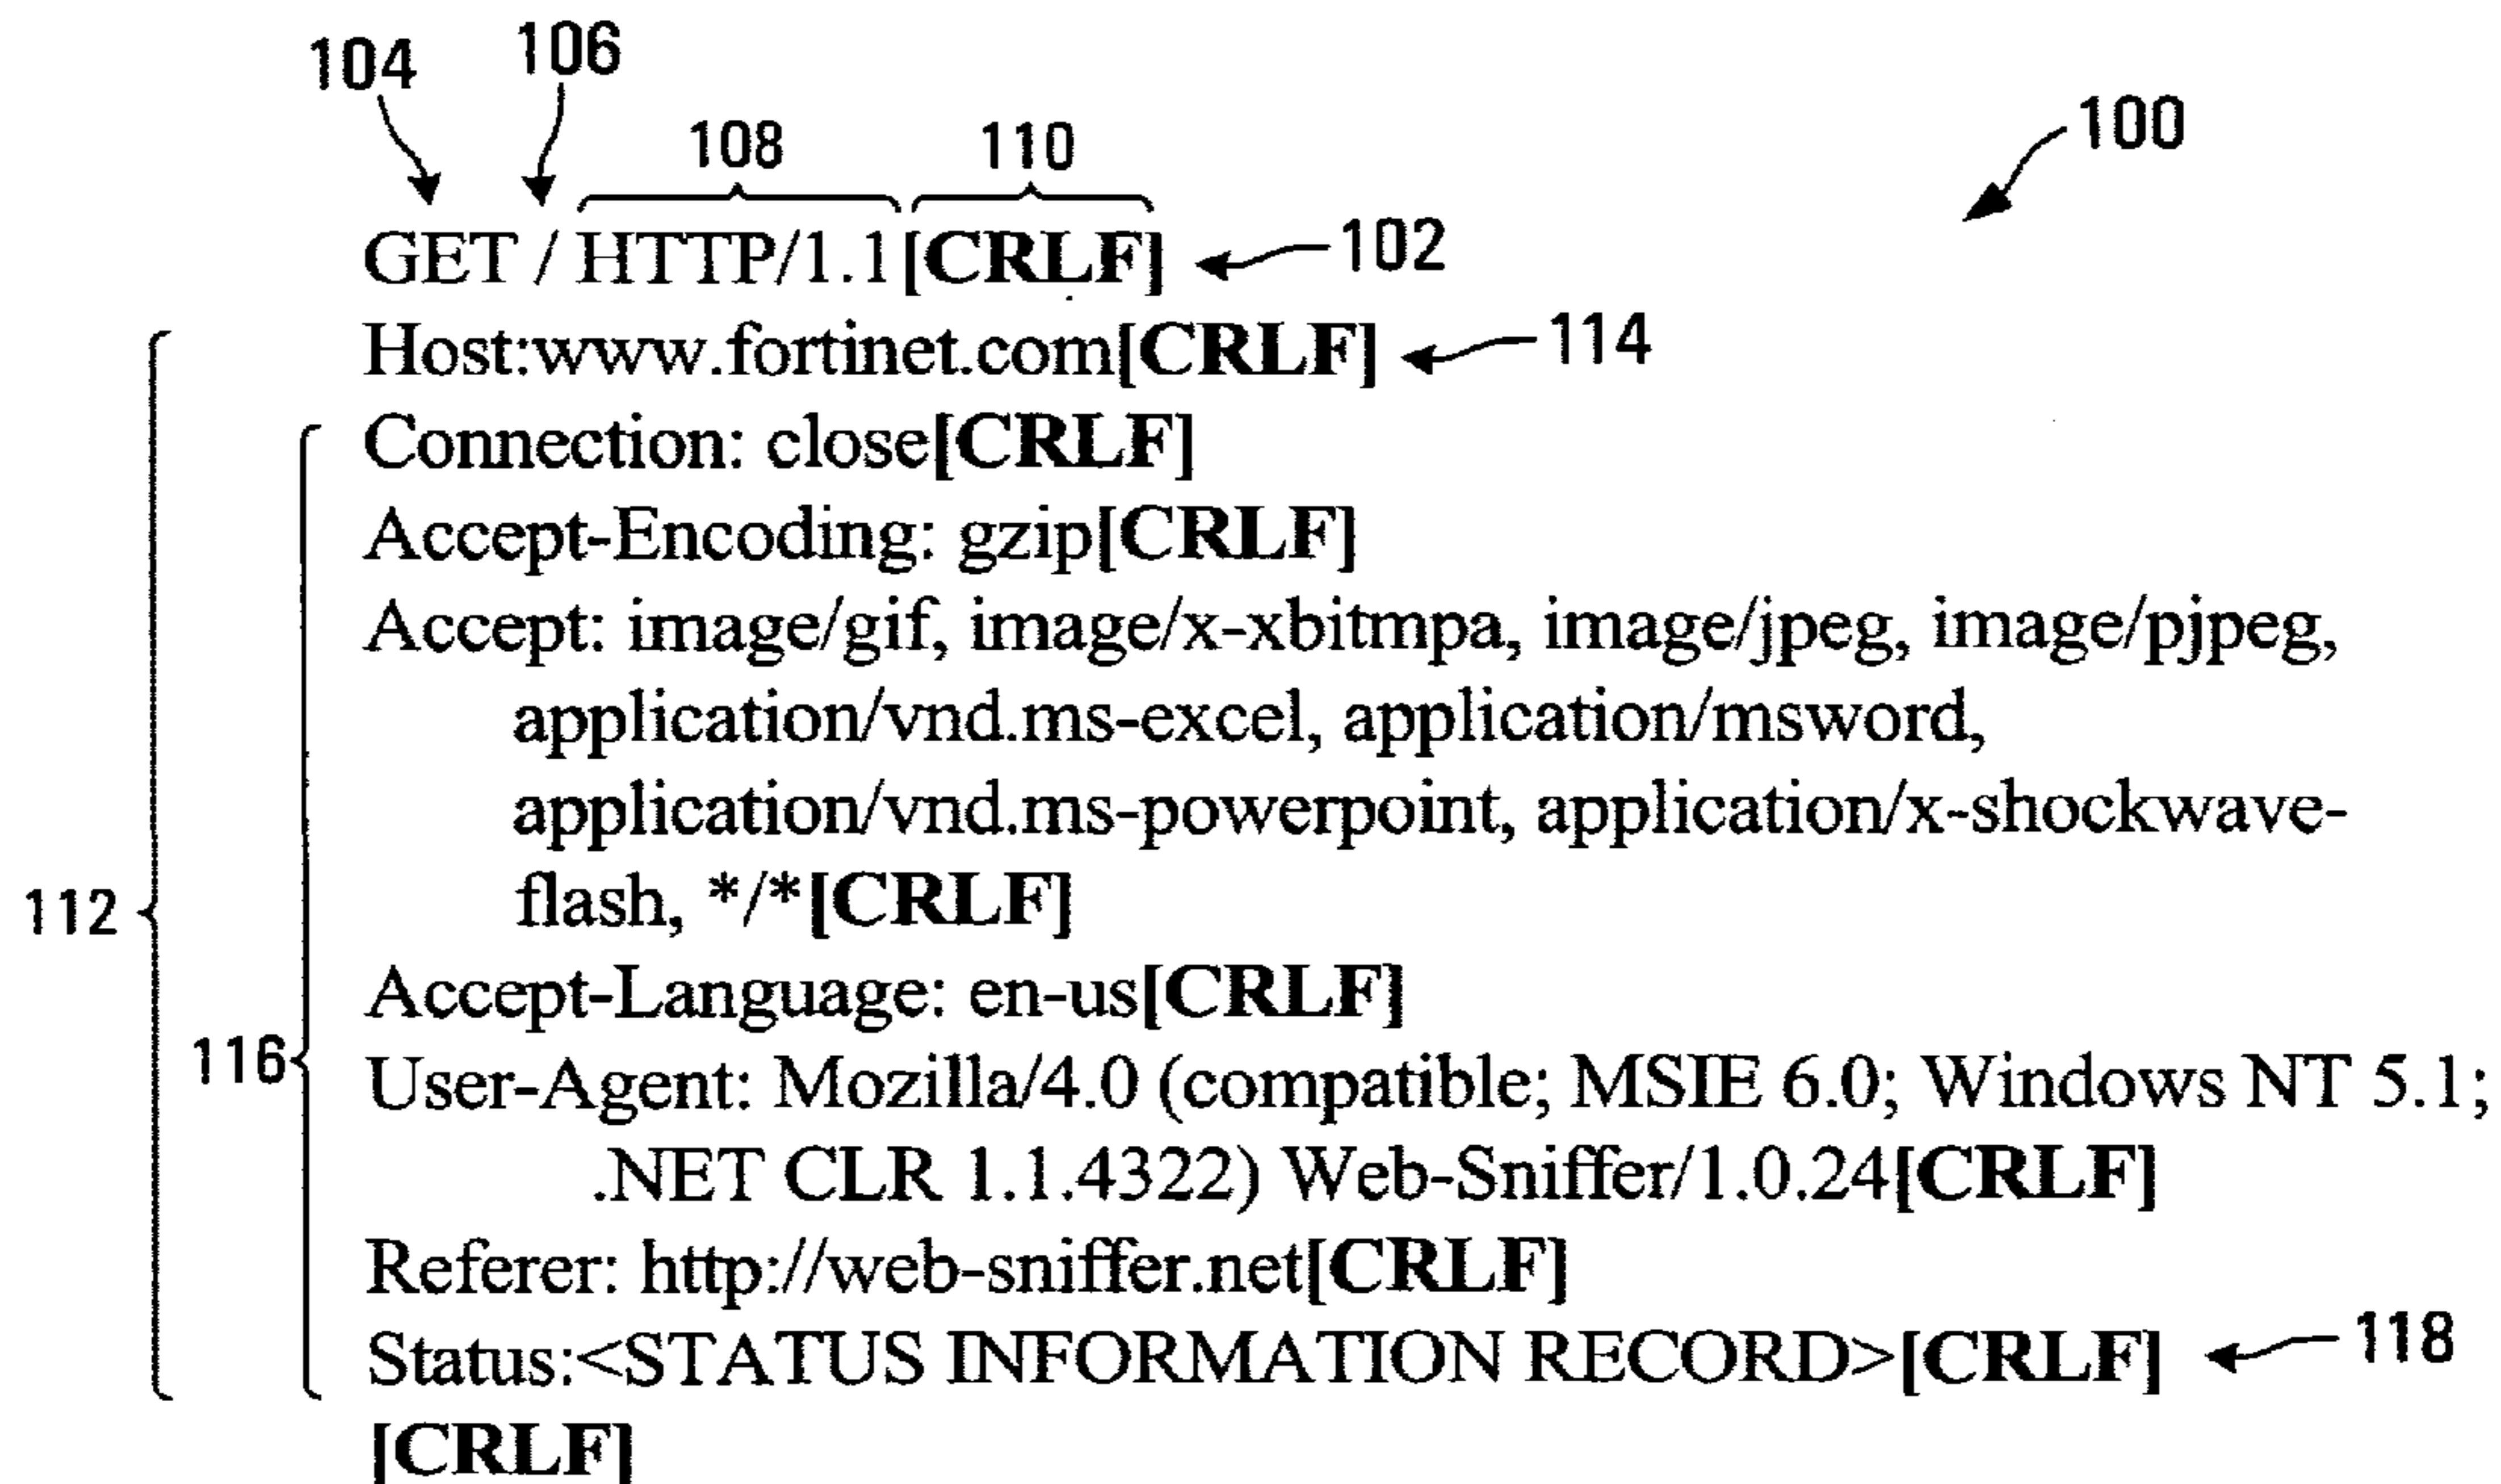 104 106
108 110 100
GET / HTTP/1.1[CRLF] 102
Host:www.fortinet.com[CRLF] 114
Connection: close[CRLF]
Accept-Encoding: gzip[CRLF]
Accept: image/gif, image/x-xbitmpa, image/jpeg, image/pjpeg,
application/vnd.ms-excel, application/msword,
application/vnd.ms-powerpoint, application/x-shockwave-
112 flash, */*[CRLF]
Accept-Language: en-us[CRLF]
116 User-Agent: Mozilla/4.0 (compatible; MSIE 6.0; Windows NT 5.1;
.NET CLR 1.1.4322) Web-Sniffer/1.0.24[CRLF]
Referer: http://web-sniffer.net[CRLF]
Status:<STATUS INFORMATION RECORD>[CRLF] 118
[CRLF]